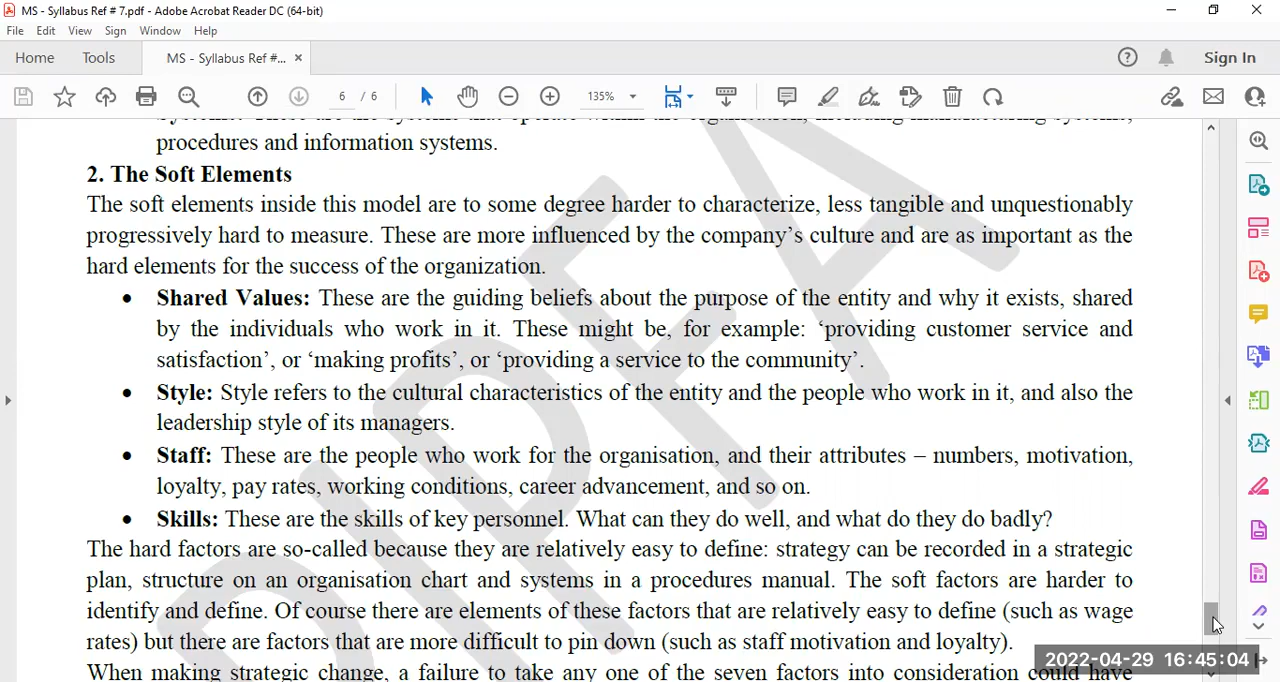 MS - Syllabus Ref # 7.pdf - Adobe Acrobat Reader DC (64-bit)
File Edit View Sign Window Help
Home Tools MS - Syllabus Ref #... × Sign In
6 / 6 135%
Systems: These are the systems that operate within the organisation, including manufacturing systems,
procedures and information systems.
2. The Soft Elements
The soft elements inside this model are to some degree harder to characterize, less tangible and unquestionably
progressively hard to measure. These are more influenced by the company's culture and are as important as the
hard elements for the success of the organization.
• Shared Values: These are the guiding beliefs about the purpose of the entity and why it exists, shared
by the individuals who work in it. These might be, for example: ‘providing customer service and
satisfaction’, or ‘making profits’, or ‘providing a service to the community’.
• Style: Style refers to the cultural characteristics of the entity and the people who work in it, and also the
leadership style of its managers.
• Staff: These are the people who work for the organisation, and their attributes – numbers, motivation,
loyalty, pay rates, working conditions, career advancement, and so on.
• Skills: These are the skills of key personnel. What can they do well, and what do they do badly?
The hard factors are so-called because they are relatively easy to define: strategy can be recorded in a strategic
plan, structure on an organisation chart and systems in a procedures manual. The soft factors are harder to
identify and define. Of course there are elements of these factors that are relatively easy to define (such as wage
rates) but there are factors that are more difficult to pin down (such as staff motivation and loyalty).
When making strategic change, a failure to take any one of the seven factors into consideration could have
PIPFA
2022-04-29 16:45:04